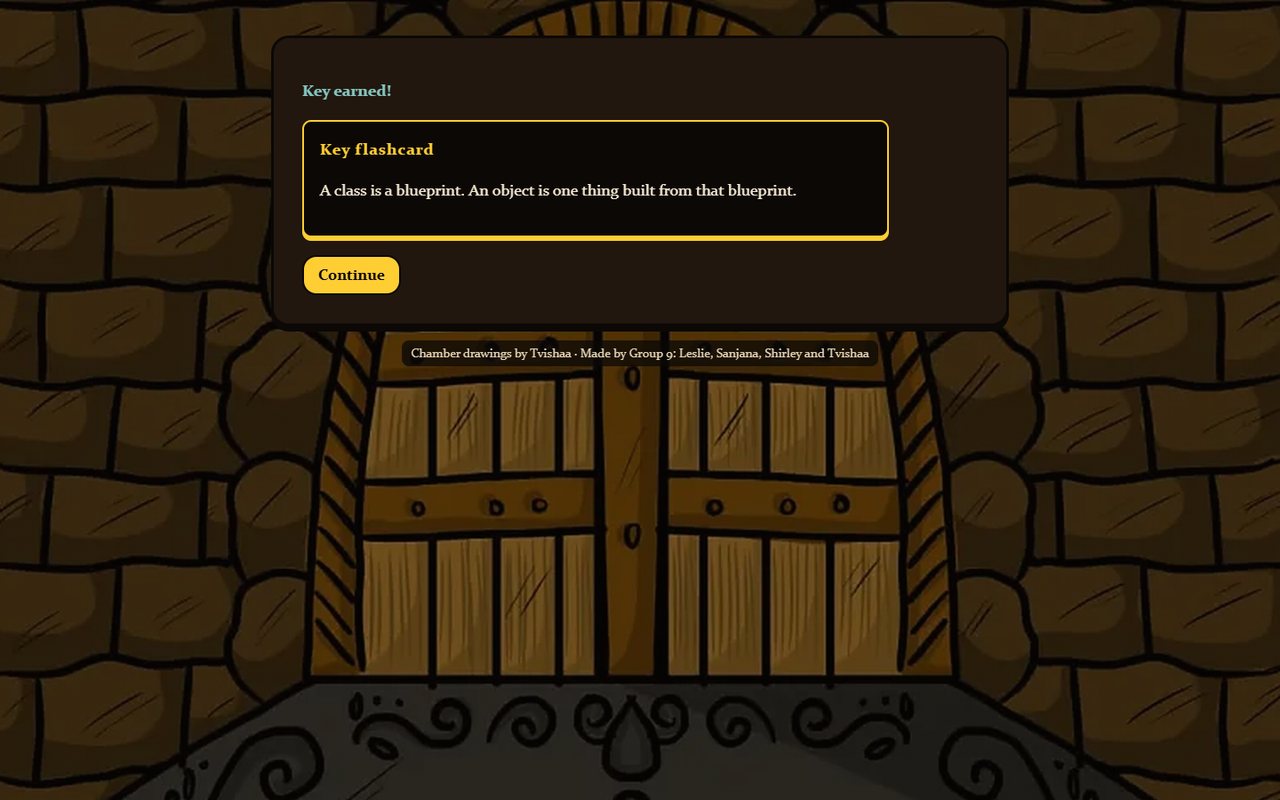 Key earned!
Key flashcard
A class is a blueprint. An object is one thing built from that blueprint.
Continue
Chamber drawings by Tvishaa · Made by Group 9: Leslie, Sanjana, Shirley and Tvishaa